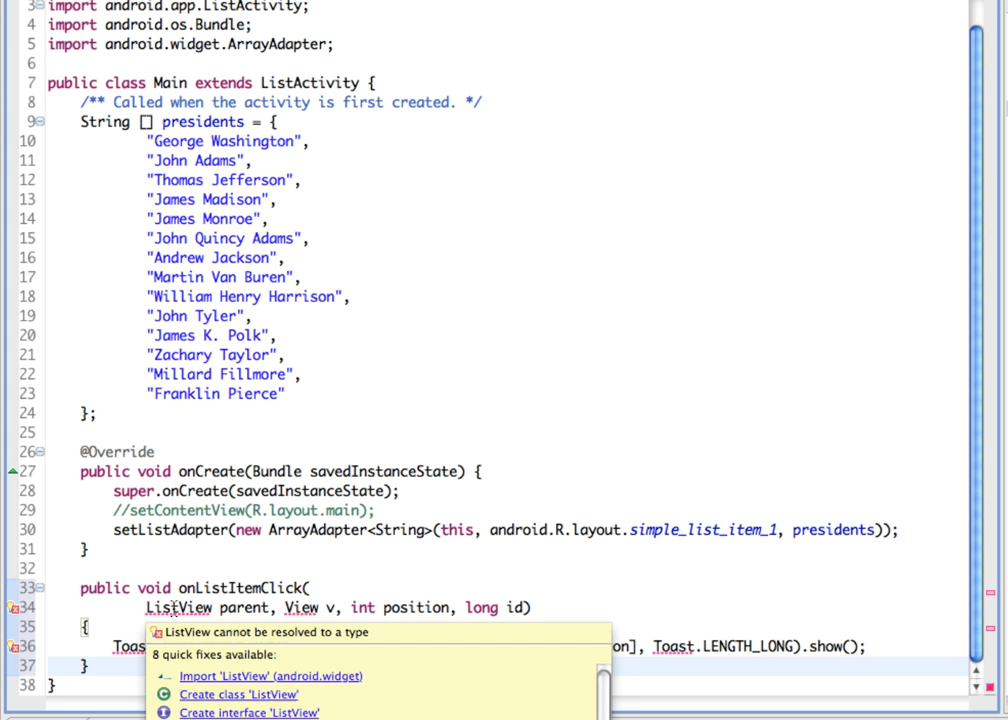 3 import android.app.ListActivity;
4 import android.os.Bundle;
5 import android.widget.ArrayAdapter;
6
7 public class Main extends ListActivity {
8 /** Called when the activity is first created. */
9 String [] presidents = {
10 "George Washington",
11 "John Adams",
12 "Thomas Jefferson",
13 "James Madison",
14 "James Monroe",
15 "John Quincy Adams",
16 "Andrew Jackson",
17 "Martin Van Buren",
18 "William Henry Harrison",
19 "John Tyler",
20 "James K. Polk",
21 "Zachary Taylor",
22 "Millard Fillmore",
23 "Franklin Pierce"
24 };
25
26 @Override
27 public void onCreate(Bundle savedInstanceState) {
28 super.onCreate(savedInstanceState);
29 //setContentView(R.layout.main);
30 setListAdapter(new ArrayAdapter<String>(this, android.R.layout.simple_list_item_1, presidents));
31 }
32
33 public void onListItemClick(
34 ListView parent, View v, int position, long id)
35 {
ListView cannot be resolved to a type
36 Toas on], Toast.LENGTH_LONG).show();
8 quick fixes available:
37 }
Import 'ListView' (android.widget)
38 }
Create class 'ListView'
Create interface 'ListView'